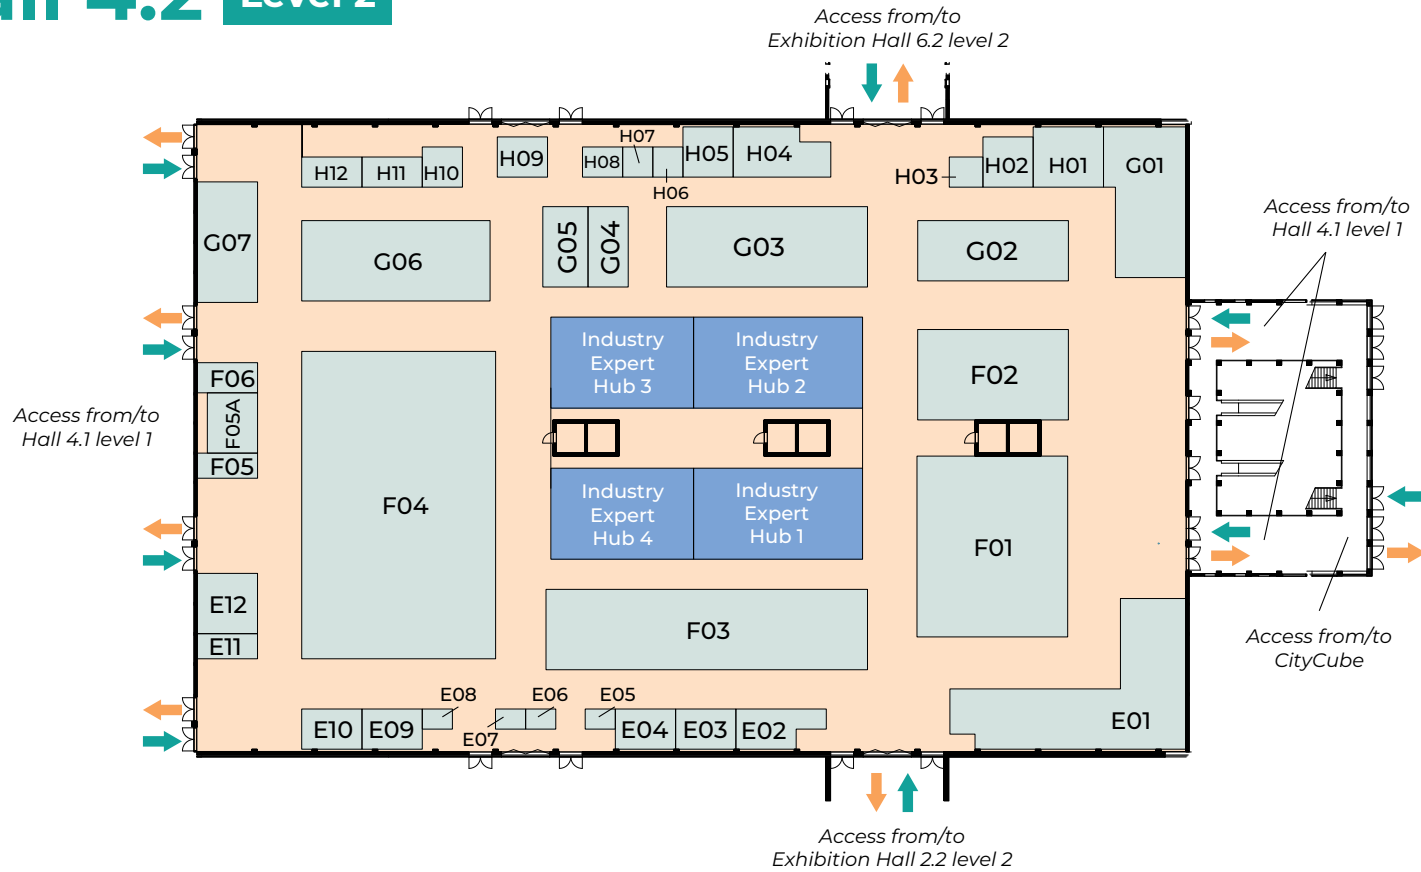 all 4.2 Level 2
Access from/to
Exhibition Hall 6.2 level 2
H07
H12
H11
H10
H09
H08
H06
H05
H04
H03
H02
H01
G01
G07
G06
G05
G04
G03
G02
Access from/to
Hall 4.1 level 1
Industry
Expert
Hub 3
Industry
Expert
Hub 2
F02
F06
F05A
F05
Access from/to
Hall 4.1 level 1
F04
Industry
Expert
Hub 4
Industry
Expert
Hub 1
F01
E12
E11
F03
Access from/to
CityCube
E10
E09
E08
E07
E06
E05
E04
E03
E02
E01
Access from/to
Exhibition Hall 2.2 level 2